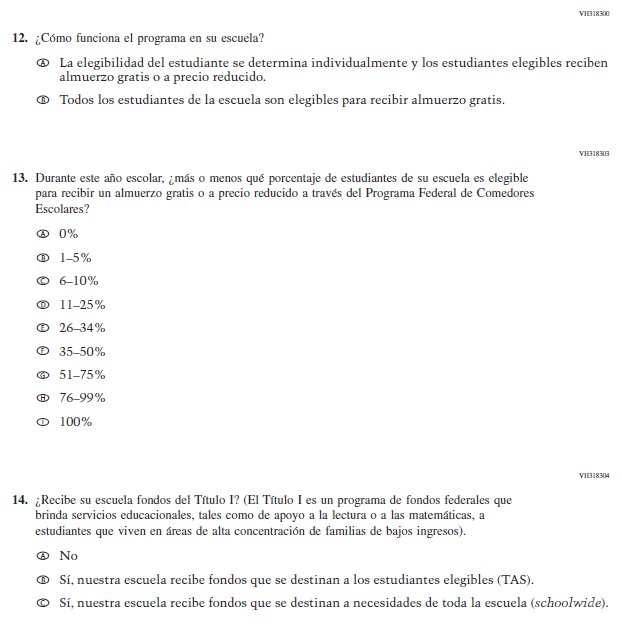 VH318300
12. ¿Cómo funciona el programa en su escuela?
Ⓐ La elegibilidad del estudiante se determina individualmente y los estudiantes elegibles reciben
almuerzo gratis o a precio reducido.
Ⓑ Todos los estudiantes de la escuela son elegibles para recibir almuerzo gratis.
VH318303
13. Durante este año escolar, ¿más o menos qué porcentaje de estudiantes de su escuela es elegible
para recibir un almuerzo gratis o a precio reducido a través del Programa Federal de Comedores
Escolares?
Ⓐ 0%
Ⓑ 1–5%
Ⓒ 6–10%
Ⓓ 11–25%
Ⓔ 26–34%
Ⓕ 35–50%
Ⓖ 51–75%
Ⓗ 76–99%
Ⓘ 100%
VH318304
14. ¿Recibe su escuela fondos del Título I? (El Título I es un programa de fondos federales que
brinda servicios educacionales, tales como de apoyo a la lectura o a las matemáticas, a
estudiantes que viven en áreas de alta concentración de familias de bajos ingresos).
Ⓐ No
Ⓑ Sí, nuestra escuela recibe fondos que se destinan a los estudiantes elegibles (TAS).
Ⓒ Sí, nuestra escuela recibe fondos que se destinan a necesidades de toda la escuela (schoolwide).